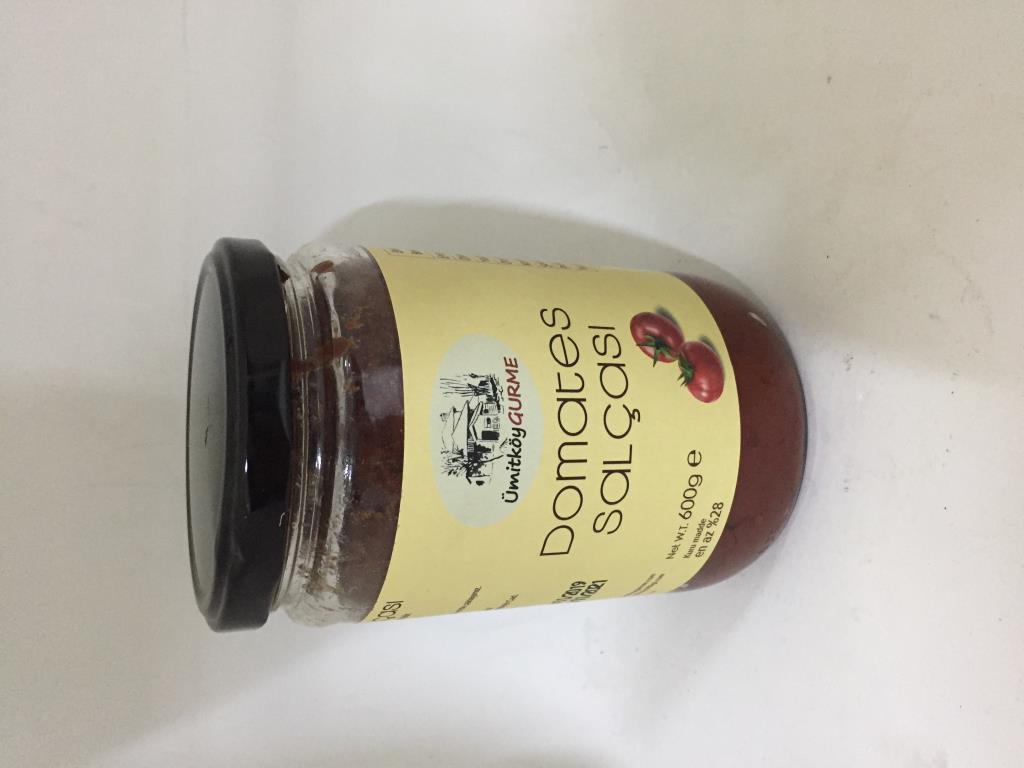 ÜmitköyGURME
Domates
salçası
Net W.T. 600g e
Kuru madde
en az %28